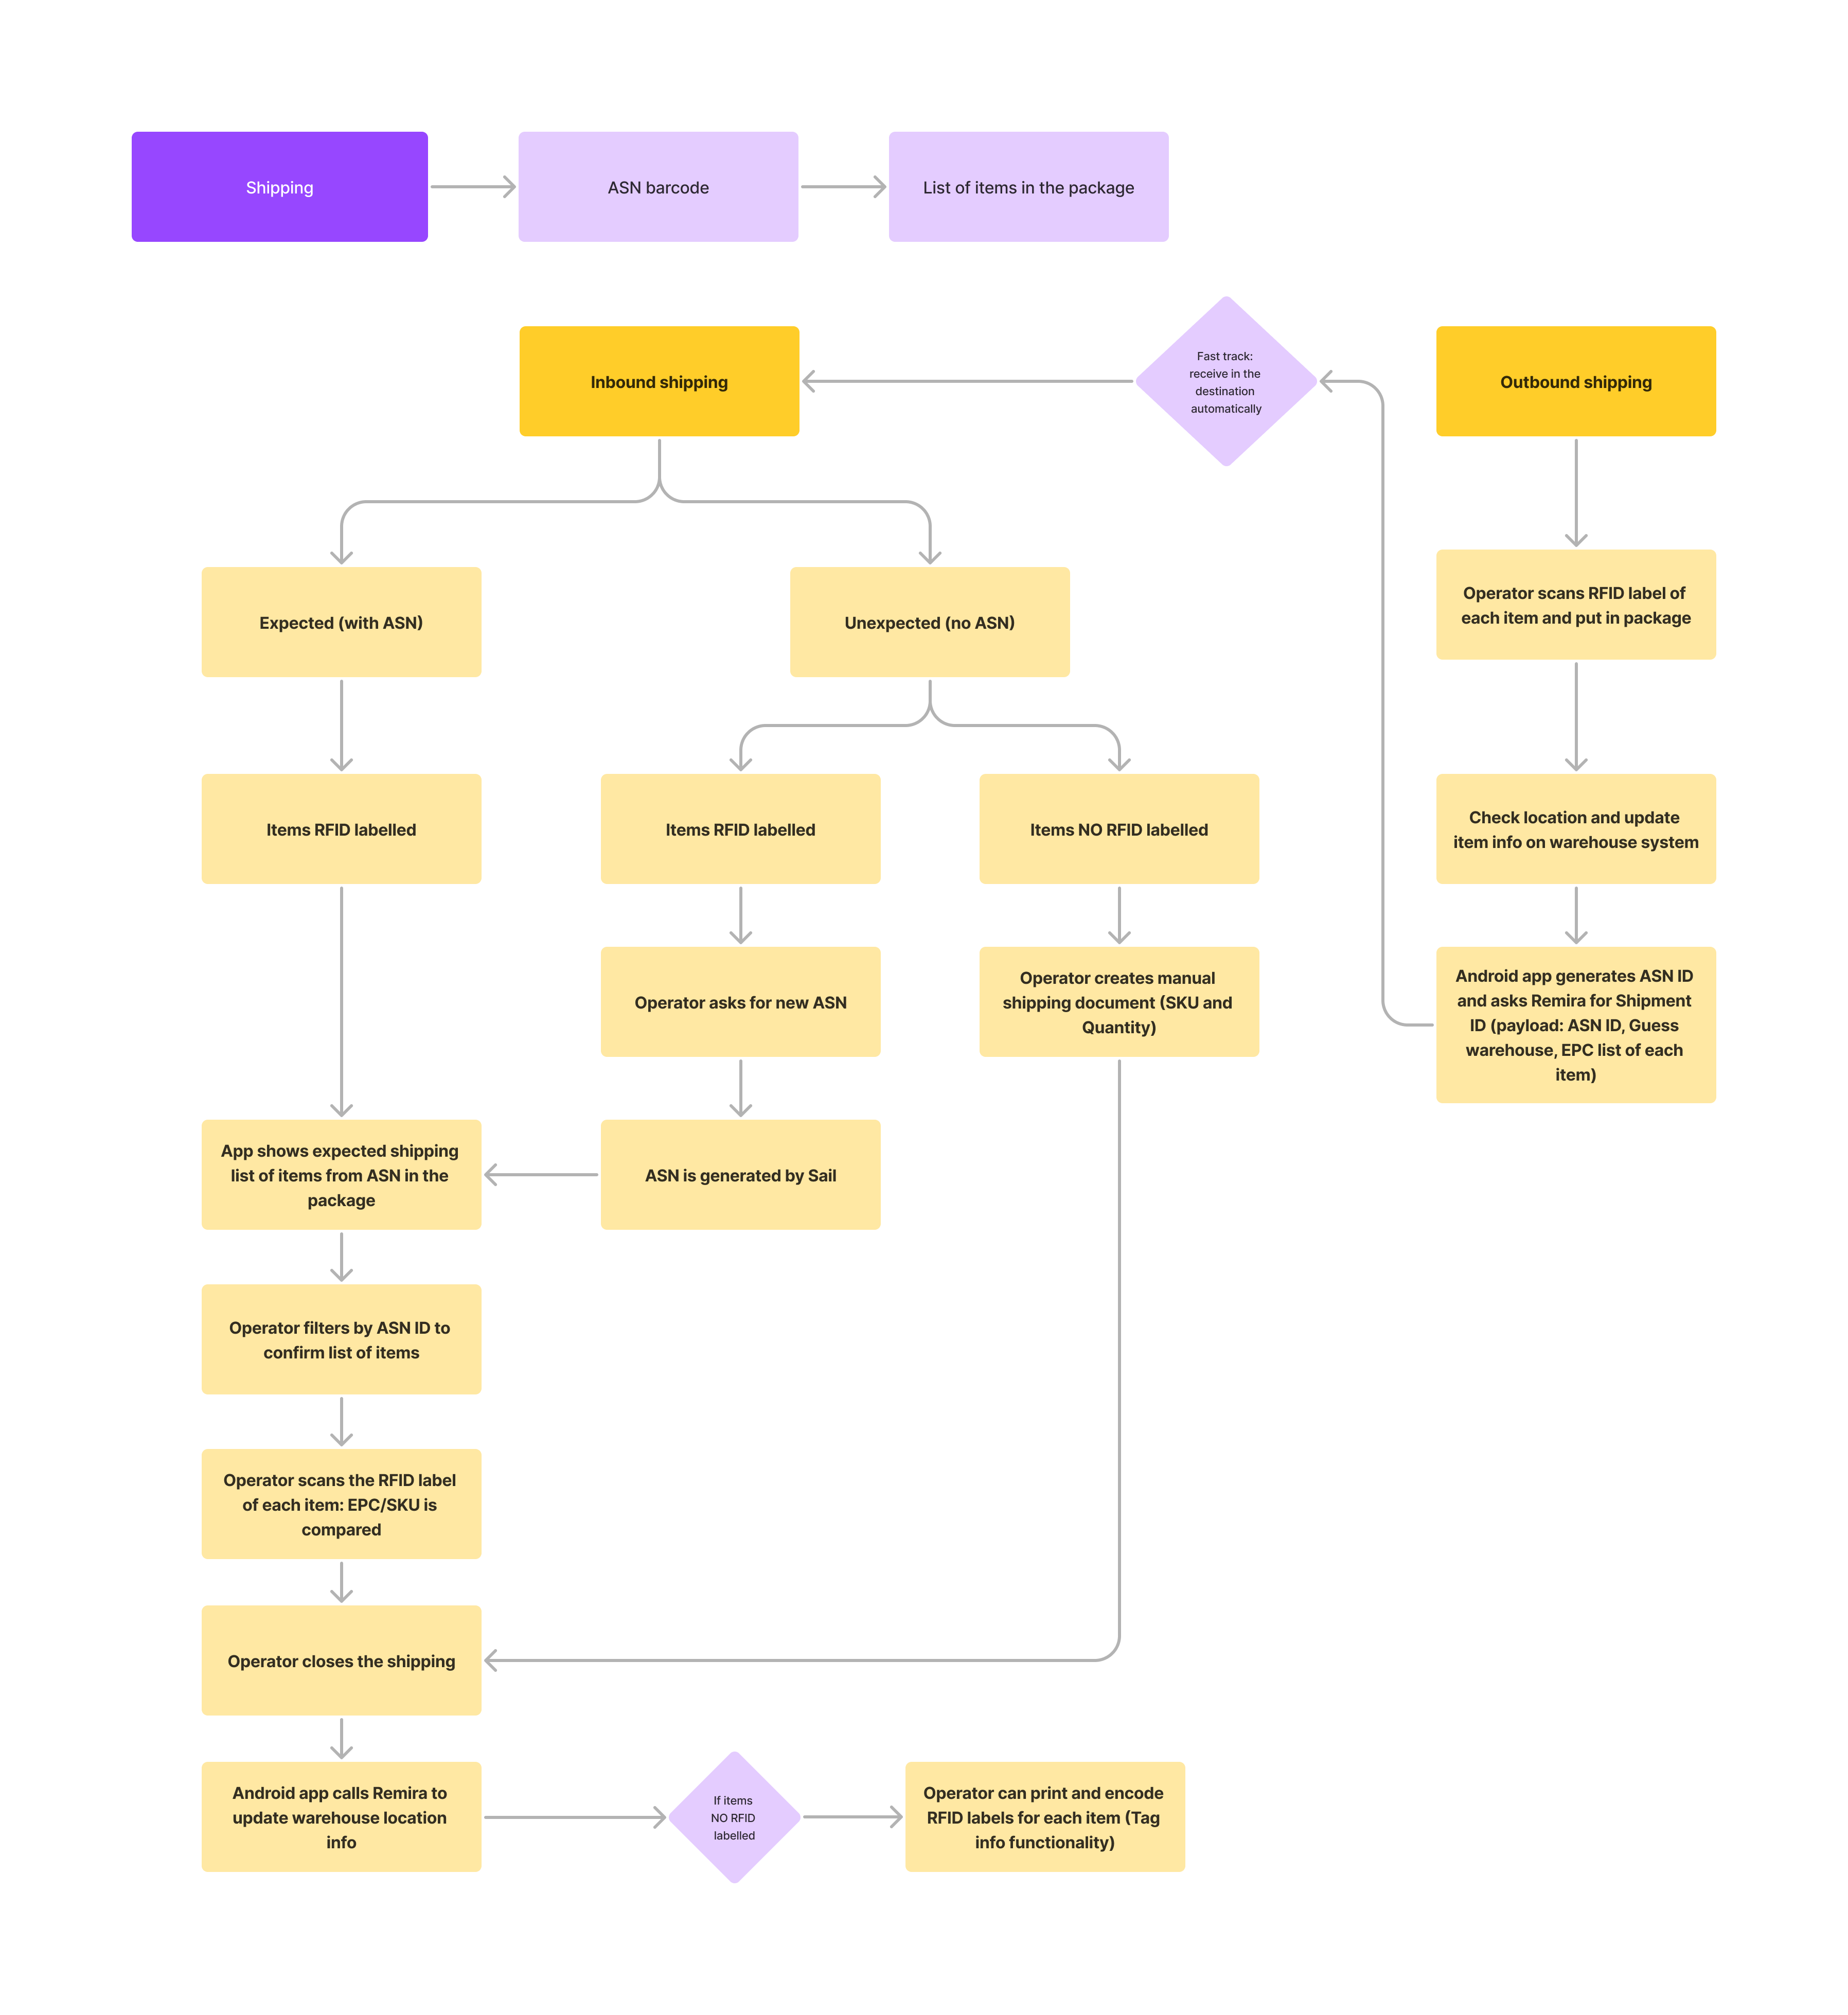 Shipping
ASN barcode
List of items in the package
Inbound shipping
Fast track:
receive in the
destination
automatically
Outbound shipping
Expected (with ASN)
Unexpected (no ASN)
Operator scans RFID label of
each item and put in package
Items RFID labelled
Items RFID labelled
Items NO RFID labelled
Check location and update
item info on warehouse system
Operator asks for new ASN
Operator creates manual
shipping document (SKU and
Quantity)
Android app generates ASN ID
and asks Remira for Shipment
ID (payload: ASN ID, Guess
warehouse, EPC list of each
item)
App shows expected shipping
list of items from ASN in the
package
ASN is generated by Sail
Operator filters by ASN ID to
confirm list of items
Operator scans the RFID label
of each item: EPC/SKU is
compared
Operator closes the shipping
Android app calls Remira to
update warehouse location
info
If items
NO RFID
labelled
Operator can print and encode
RFID labels for each item (Tag
info functionality)